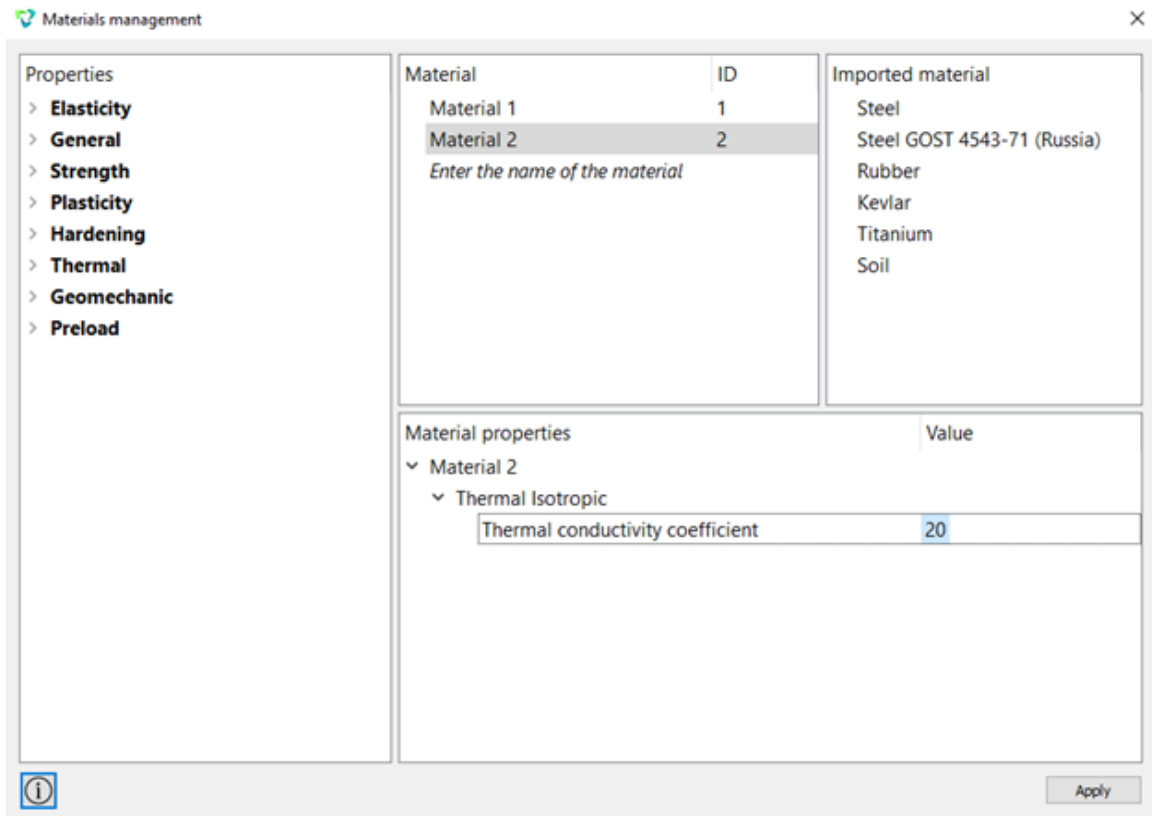 Materials management
Properties
Elasticity
General
Strength
Plasticity
Hardening
Thermal
Geomechanic
Preload
Material ID
Material 1 1
Material 2 2
Enter the name of the material
Imported material
Steel
Steel GOST 4543-71 (Russia)
Rubber
Kevlar
Titanium
Soil
Material properties Value
Material 2
Thermal Isotropic
Thermal conductivity coefficient 20
Apply